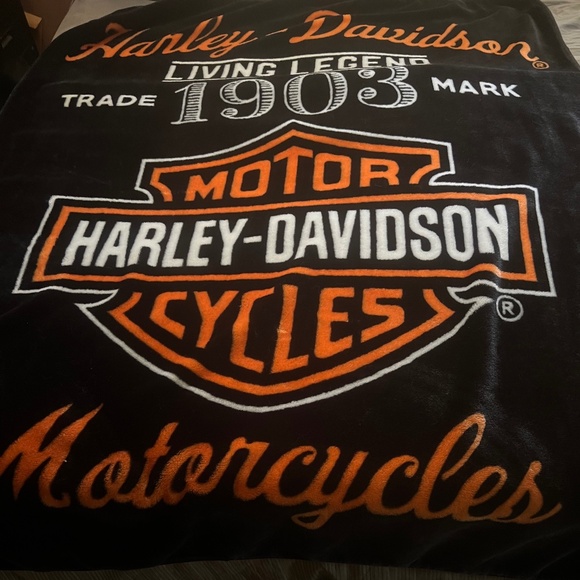 Harley-Davidson®
LIVING LEGEND
TRADE 1903 MARK
MOTOR
HARLEY-DAVIDSON
CYCLES ®
Motorcycles